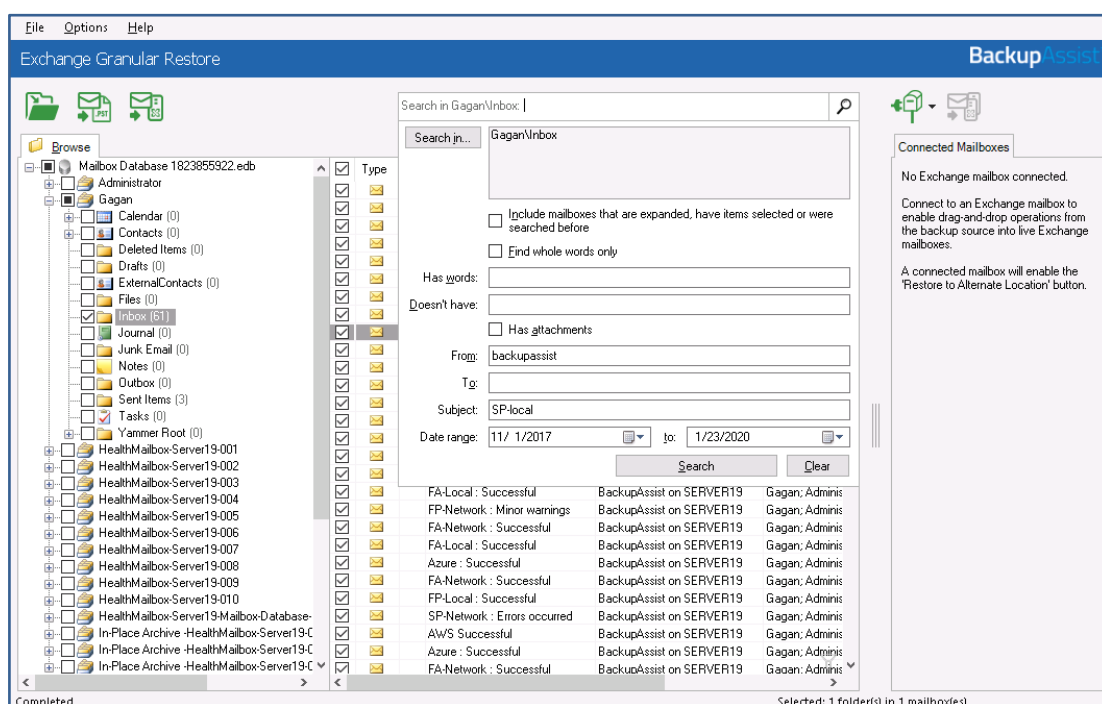 File Options Help
Exchange Granular Restore
BackupAssist
.PST
Search in Gagan\Inbox:
Browse
Search in...
Gagan\Inbox
Connected Mailboxes
Mailbox Database 1823855922.edb
Type
Administrator
Gagan
Calendar (0)
Contacts (0)
Deleted Items (0)
Drafts (0)
ExternalContacts (0)
Files (0)
Inbox (61)
Journal (0)
Junk Email (0)
Notes (0)
Outbox (0)
Sent Items (3)
Tasks (0)
Yammer Root (0)
HealthMailbox-Server19-001
HealthMailbox-Server19-002
HealthMailbox-Server19-003
HealthMailbox-Server19-004
HealthMailbox-Server19-005
HealthMailbox-Server19-006
HealthMailbox-Server19-007
HealthMailbox-Server19-008
HealthMailbox-Server19-009
HealthMailbox-Server19-010
HealthMailbox-Server19-Mailbox-Database-
In-Place Archive -HealthMailbox-Server19-0
In-Place Archive -HealthMailbox-Server19-0
In-Place Archive -HealthMailbox-Server19-0
Include mailboxes that are expanded, have items selected or were
searched before
Find whole words only
Has words:
Doesn't have:
Has attachments
From: backupassist
To:
Subject: SP-local
Date range: 11/ 1/2017 to: 1/23/2020
Search Clear
FA-Local : Successful BackupAssist on SERVER19 Gagan; Adminis
FP-Network : Minor warnings BackupAssist on SERVER19 Gagan; Adminis
FA-Network : Successful BackupAssist on SERVER19 Gagan; Adminis
FA-Local : Successful BackupAssist on SERVER19 Gagan; Adminis
Azure : Successful BackupAssist on SERVER19 Gagan; Adminis
FA-Network : Successful BackupAssist on SERVER19 Gagan; Adminis
FP-Local : Successful BackupAssist on SERVER19 Gagan; Adminis
SP-Network : Errors occurred BackupAssist on SERVER19 Gagan; Adminis
AWS Successful BackupAssist on SERVER19 Gagan; Adminis
Azure : Successful BackupAssist on SERVER19 Gagan; Adminis
FA-Network : Successful BackupAssist on SERVER19 Gagan; Adminis
No Exchange mailbox connected.
Connect to an Exchange mailbox to
enable drag-and-drop operations from
the backup source into live Exchange
mailboxes.
A connected mailbox will enable the
'Restore to Alternate Location' button.
Completed
Selected: 1 folder(s) in 1 mailbox(es)